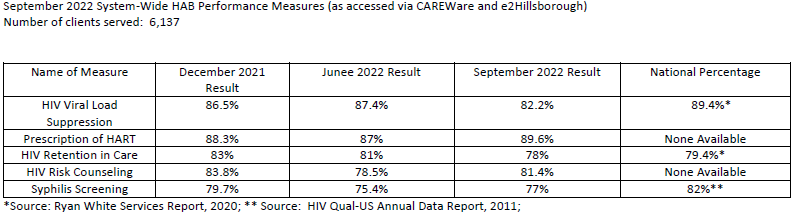 September 2022 System-Wide HAB Performance Measures (as accessed via CAREWare and e2Hillsborough)
Number of clients served:  6,137
Name of Measure December 2021 Result Junee 2022 Result September 2022 Result National Percentage
HIV Viral Load Suppression 86.5% 87.4% 82.2% 89.4%*
Prescription of HART 88.3% 87% 89.6% None Available
HIV Retention in Care 83% 81% 78% 79.4%*
HIV Risk Counseling 83.8% 78.5% 81.4% None Available
Syphilis Screening 79.7% 75.4% 77% 82%**
*Source: Ryan White Services Report, 2020; ** Source:  HIV Qual-US Annual Data Report, 2011;